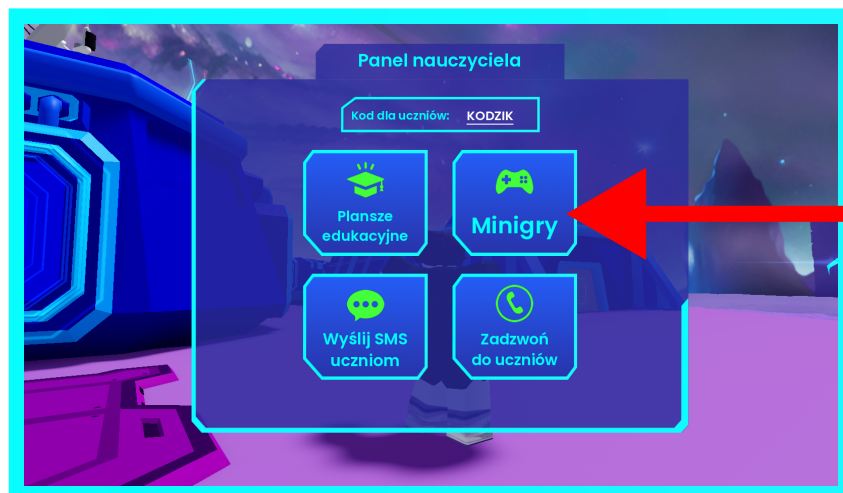 Panel nauczyciela
Kod dla uczniów: KODZIK
Plansze
edukacyjne
Minigry
Wyślij SMS
uczniom
Zadzwoń
do uczniów